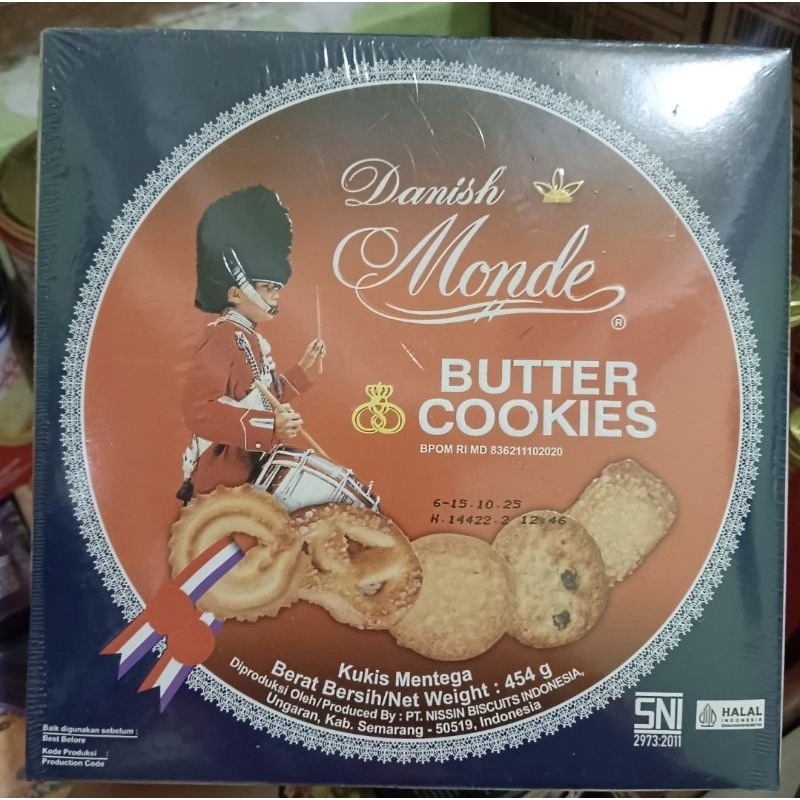 Danish
Monde
®
BUTTER
COOKIES
BPOM RI MD 836211102020
6-15.10.25
H.14422.2 12:46
Kukis Mentega
Berat Bersih/Net Weight : 454 g
Diproduksi Oleh/Produced By : PT. NISSIN BISCUITS INDONESIA,
Ungaran, Kab. Semarang - 50519, Indonesia
Baik digunakan sebelum :
Best Before
Kode Produksi :
Production Code
SNI
2973:2011
HALAL
INDONESIA